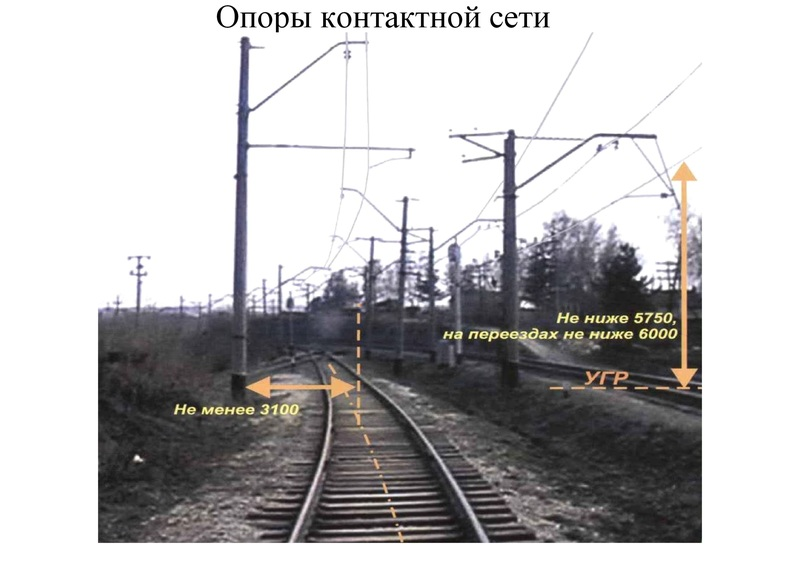 Опоры контактной сети
Не ниже 5750,
на переездах не ниже 6000
УГР
Не менее 3100